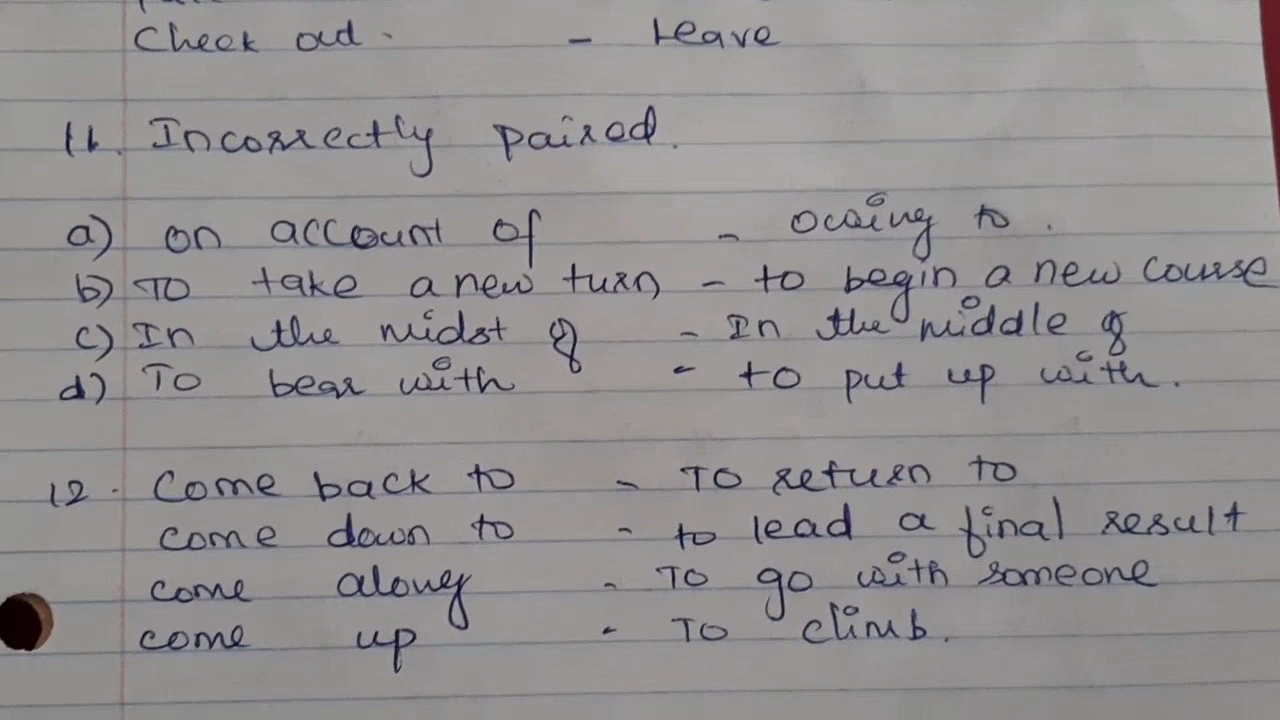 Check out. - Leave
11. Incorrectly paired.
a) on account of - owing to.
b) To take a new turn - to begin a new course
c) In the midst of - In the middle of
d) To bear with - to put up with.
12. Come back to - To return to
come down to - to lead a final result
come along - To go with someone
come up - To climb.